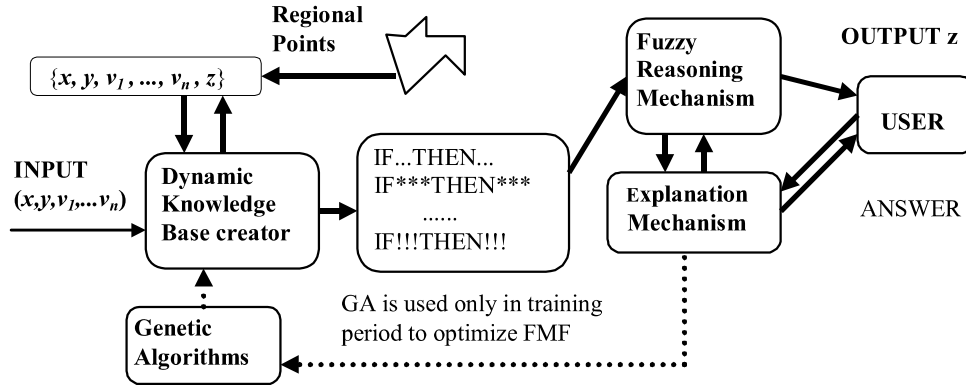 Regional
Points
{x, y, v1 , ..., vn , z}
INPUT
(x,y,v1,...vn)
Dynamic
Knowledge
Base creator
IF...THEN...
IF***THEN***
......
IF!!!THEN!!!
Fuzzy
Reasoning
Mechanism
OUTPUT z
USER
Explanation
Mechanism
ANSWER
GA is used only in training
period to optimize FMF
Genetic
Algorithms